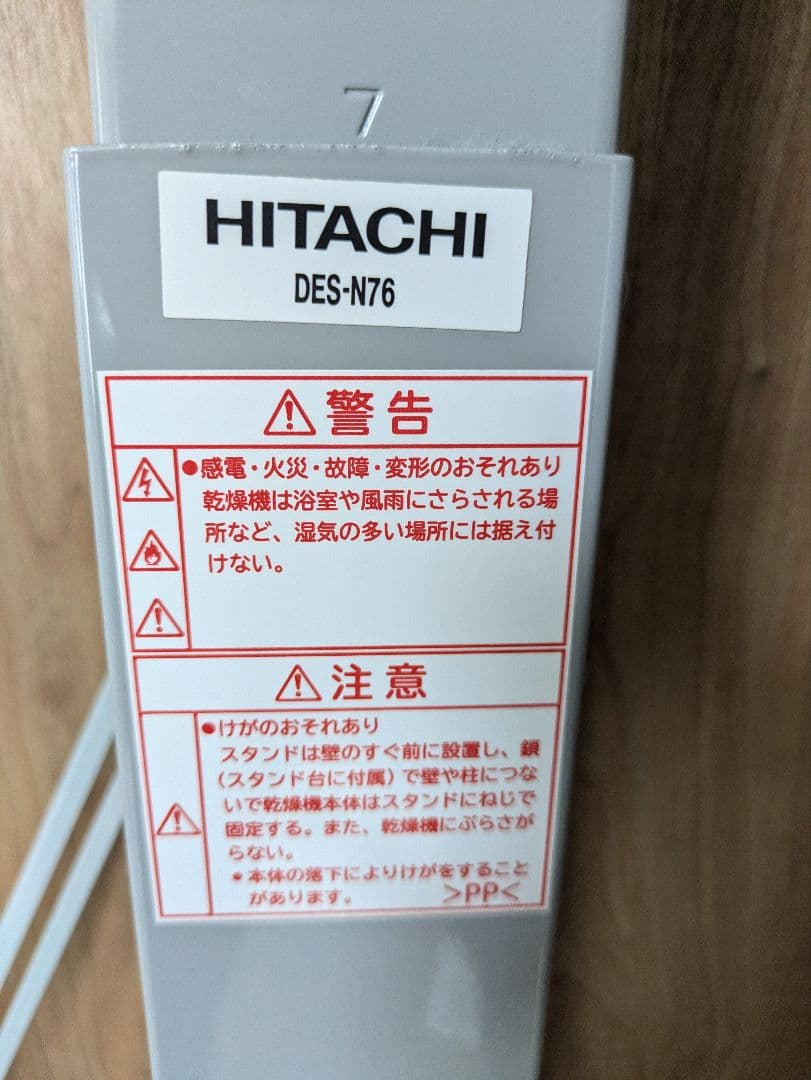 7
HITACHI
DES-N76
警告
●感電・火災・故障・変形のおそれあり
乾燥機は浴室や風雨にさらされる場
所など、湿気の多い場所には据え付
けない。
注意
●けがのおそれあり
スタンドは壁のすぐ前に設置し、鎖
(スタンド台に付属)で壁や柱につな
いで乾燥機本体はスタンドにねじで
固定する。また、乾燥機にぶらさが
らない。
●本体の落下によりけがをすること
があります。 >PP<